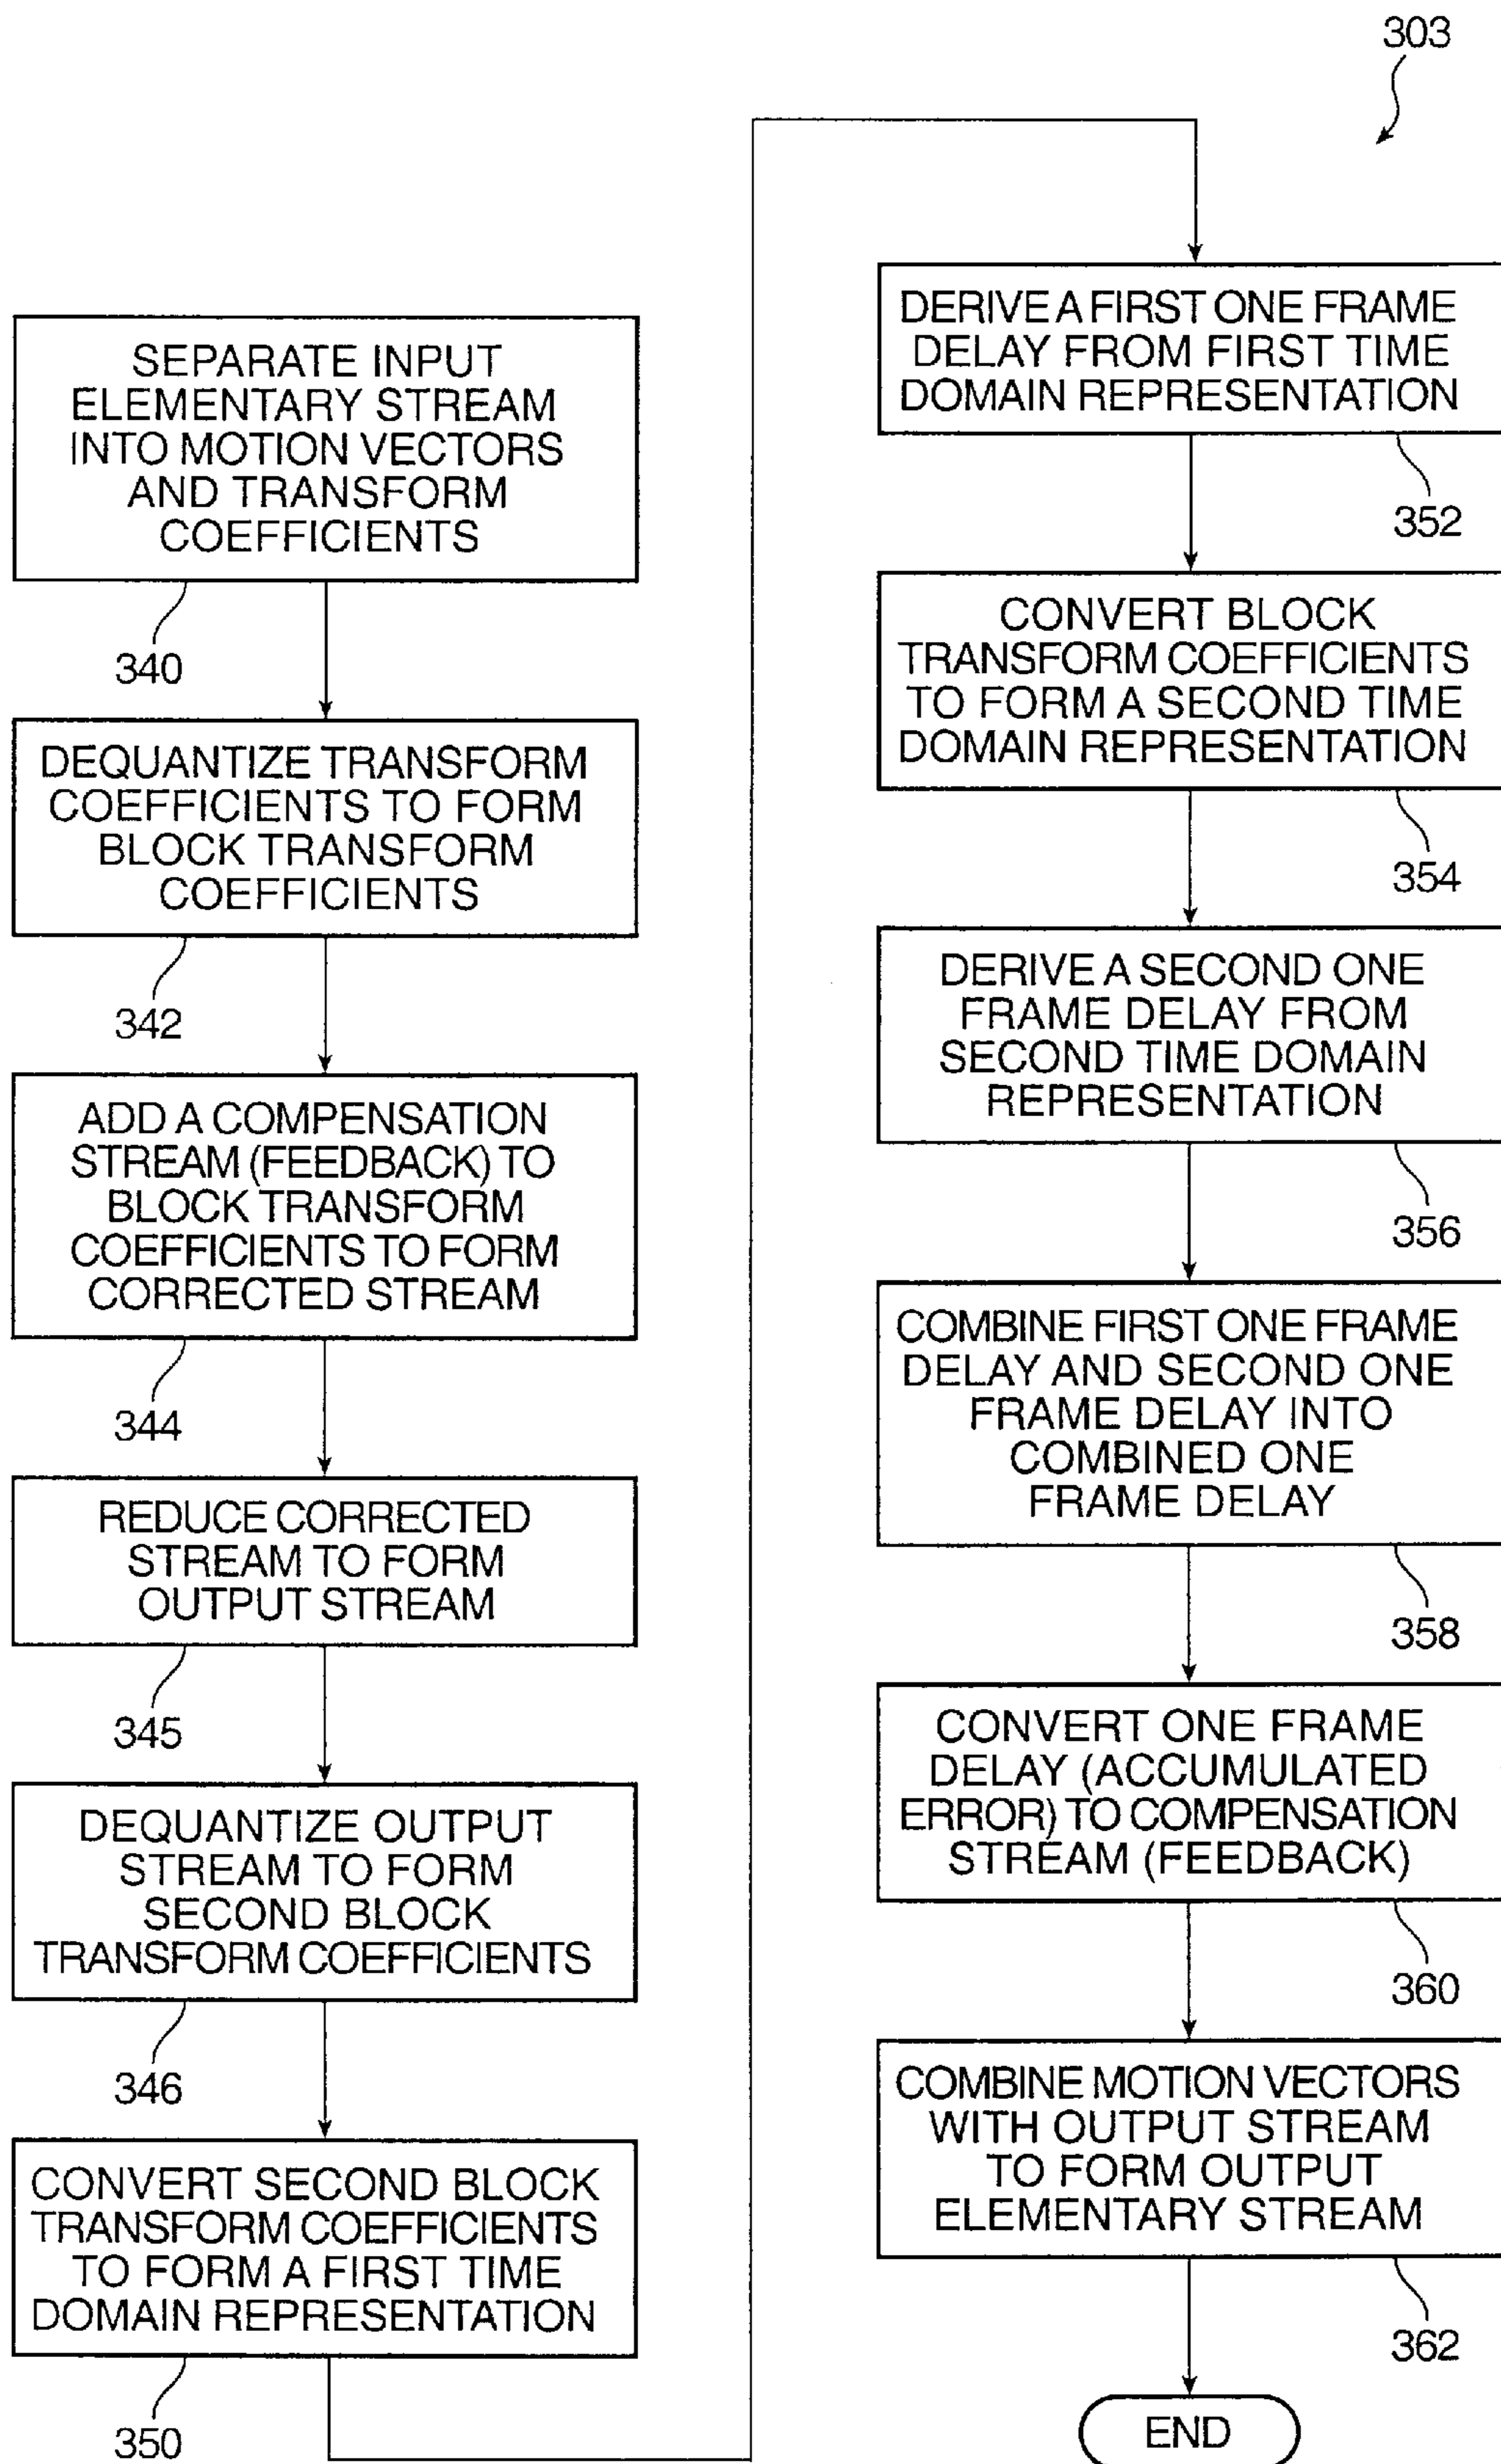 303
SEPARATE INPUT
ELEMENTARY STREAM
INTO MOTION VECTORS
AND TRANSFORM
COEFFICIENTS
340
DEQUANTIZE TRANSFORM
COEFFICIENTS TO FORM
BLOCK TRANSFORM
COEFFICIENTS
342
ADD A COMPENSATION
STREAM (FEEDBACK) TO
BLOCK TRANSFORM
COEFFICIENTS TO FORM
CORRECTED STREAM
344
REDUCE CORRECTED
STREAM TO FORM
OUTPUT STREAM
345
DEQUANTIZE OUTPUT
STREAM TO FORM
SECOND BLOCK
TRANSFORM COEFFICIENTS
346
CONVERT SECOND BLOCK
TRANSFORM COEFFICIENTS
TO FORM A FIRST TIME
DOMAIN REPRESENTATION
350
DERIVE A FIRST ONE FRAME
DELAY FROM FIRST TIME
DOMAIN REPRESENTATION
352
CONVERT BLOCK
TRANSFORM COEFFICIENTS
TO FORM A SECOND TIME
DOMAIN REPRESENTATION
354
DERIVE A SECOND ONE
FRAME DELAY FROM
SECOND TIME DOMAIN
REPRESENTATION
356
COMBINE FIRST ONE FRAME
DELAY AND SECOND ONE
FRAME DELAY INTO
COMBINED ONE
FRAME DELAY
358
CONVERT ONE FRAME
DELAY (ACCUMULATED
ERROR) TO COMPENSATION
STREAM (FEEDBACK)
360
COMBINE MOTION VECTORS
WITH OUTPUT STREAM
TO FORM OUTPUT
ELEMENTARY STREAM
362
END